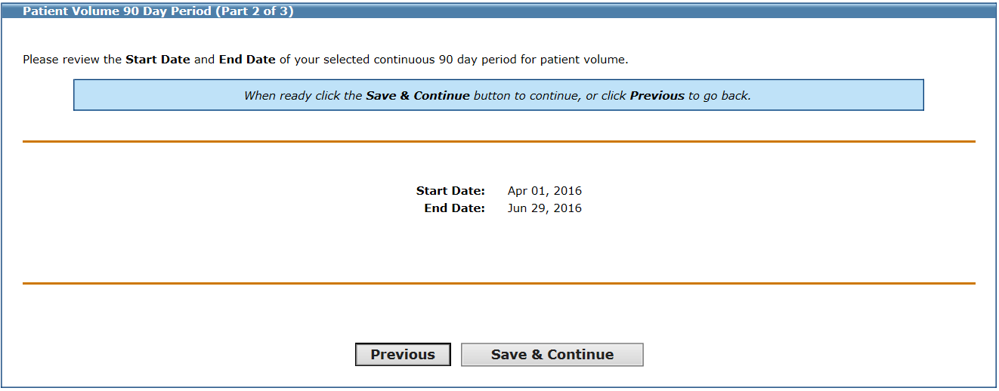 Patient Volume 90 Day Period (Part 2 of 3)
Please review the Start Date and End Date of your selected continuous 90 day period for patient volume.
When ready click the Save & Continue button to continue, or click Previous to go back.
Start Date: Apr 01, 2016
End Date: Jun 29, 2016
Previous Save & Continue